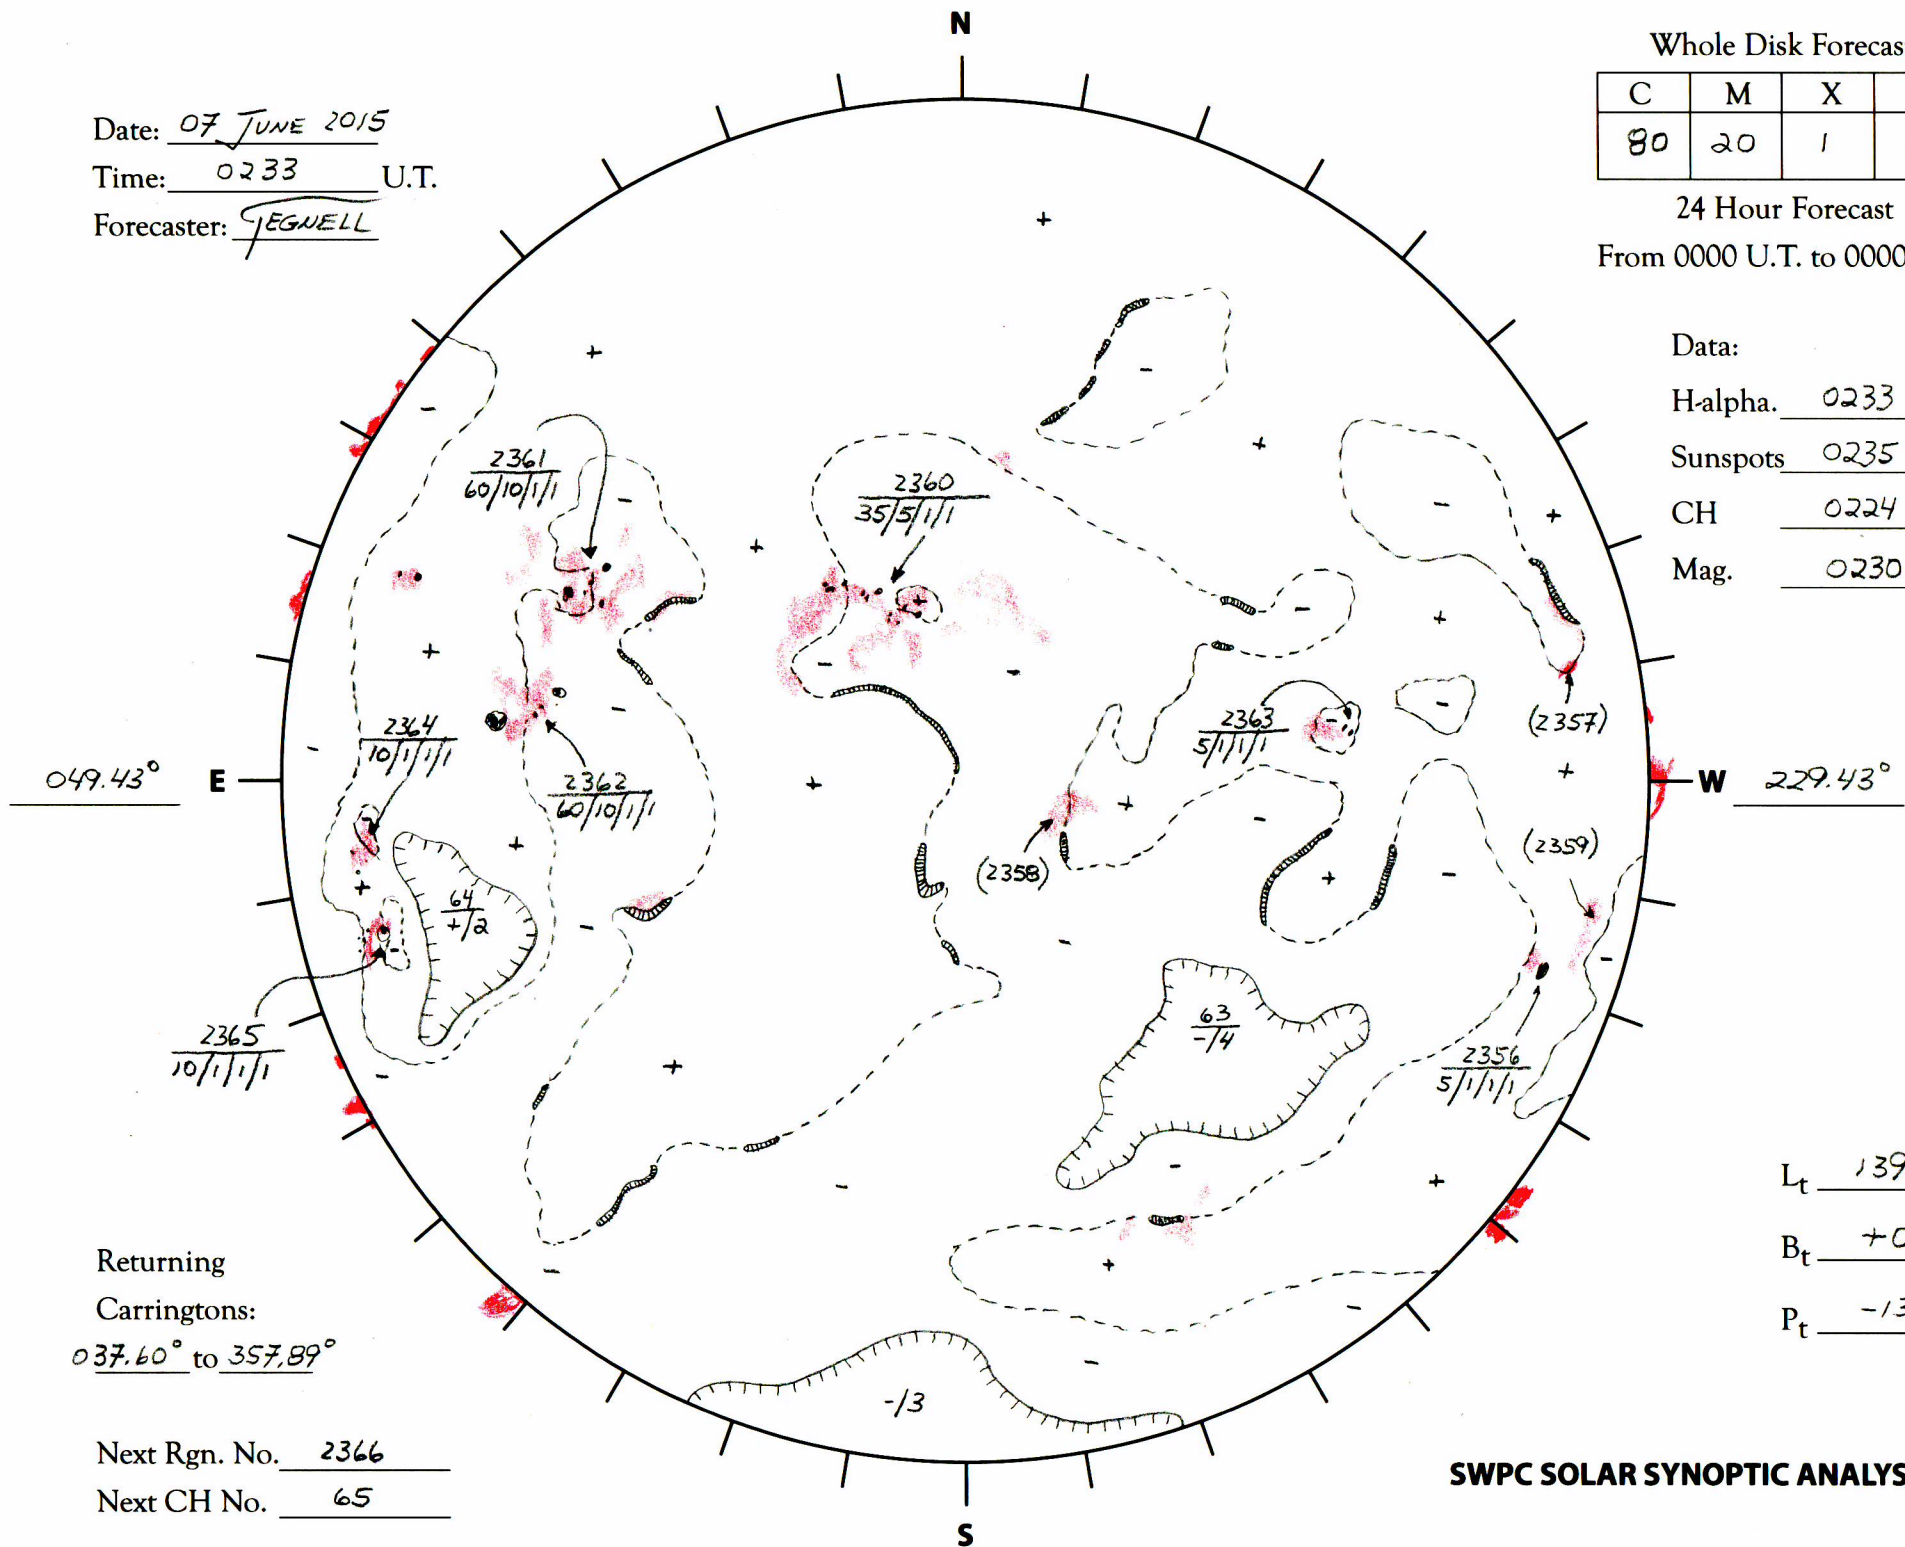 N
Whole Disk Forecas
C M X
80 20 1
24 Hour Forecast
From 0000 U.T. to 0000
Date: 07 JUNE 2015
Time: 0233 U.T.
Forecaster: TEGNELL
Data:
H-alpha. 0233
Sunspots 0235
CH 0224
Mag. 0230
2361
60/10/1/1
2360
35/5/1/1
2364
10/1/1/1
2363
5/1/1/1
(2357)
049.43° E
W 229.43°
2362
60/10/1/1
(2358)
(2359)
64
+/2
63
-/4
2365
10/1/1/1
2356
5/1/1/1
Lt 139
Bt +0
Pt -13
Returning
Carringtons:
037.60° to 357.89°
-/3
Next Rgn. No. 2366
Next CH No. 65
SWPC SOLAR SYNOPTIC ANALYS
S